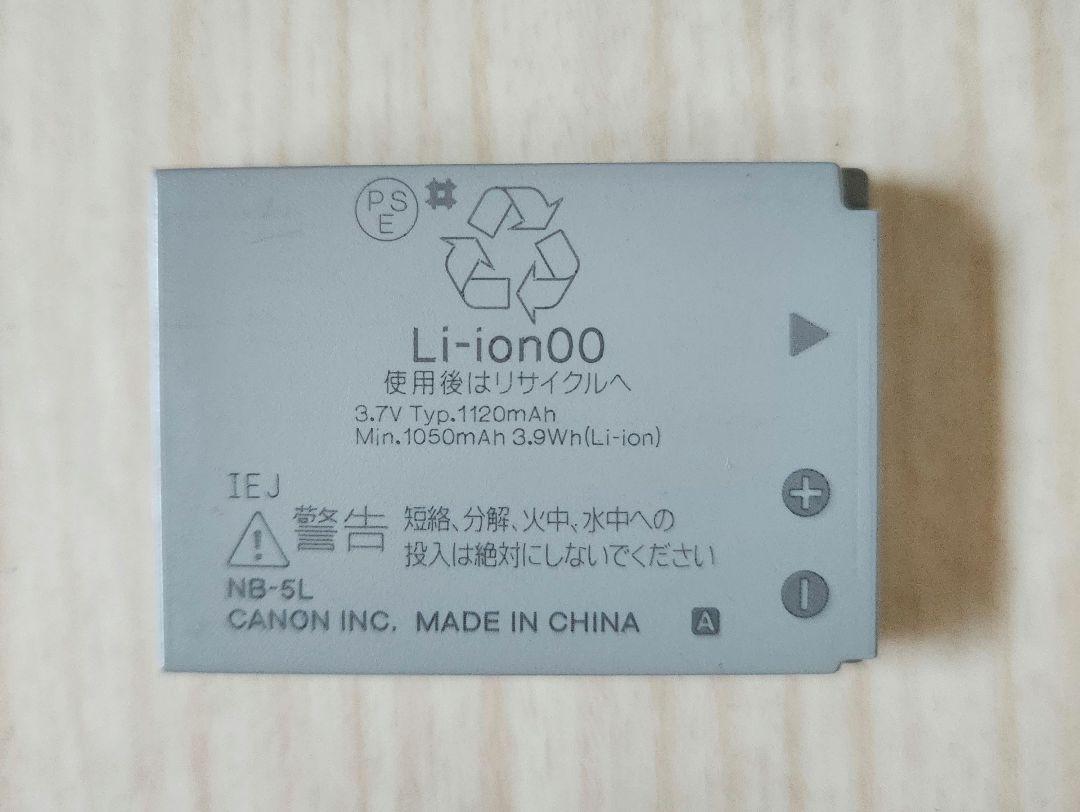 PSE
Li-ion00
使用後はリサイクルへ
3.7V Typ.1120mAh
Min.1050mAh 3.9Wh(Li-ion)
IEJ
警告 短絡、分解、火中、水中への
投入は絶対にしないでください
NB-5L
CANON INC. MADE IN CHINA A